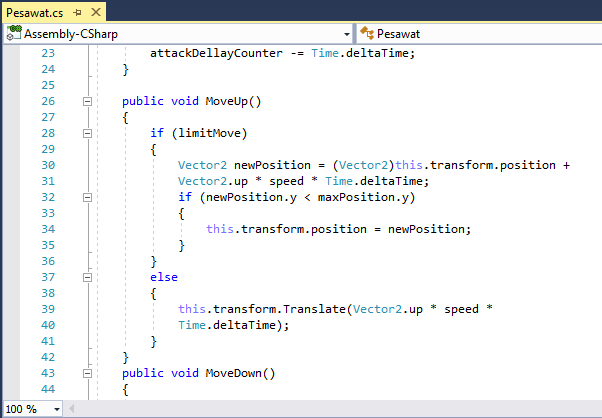 Pesawat.cs
Assembly-CSharp Pesawat
23 attackDellayCounter -= Time.deltaTime;
24 }
25
26 public void MoveUp()
27 {
28 if (limitMove)
29 {
30 Vector2 newPosition = (Vector2)this.transform.position +
31 Vector2.up * speed * Time.deltaTime;
32 if (newPosition.y < maxPosition.y)
33 {
34 this.transform.position = newPosition;
35 }
36 }
37 else
38 {
39 this.transform.Translate(Vector2.up * speed *
40 Time.deltaTime);
41 }
42 }
43 public void MoveDown()
44 {
100 %